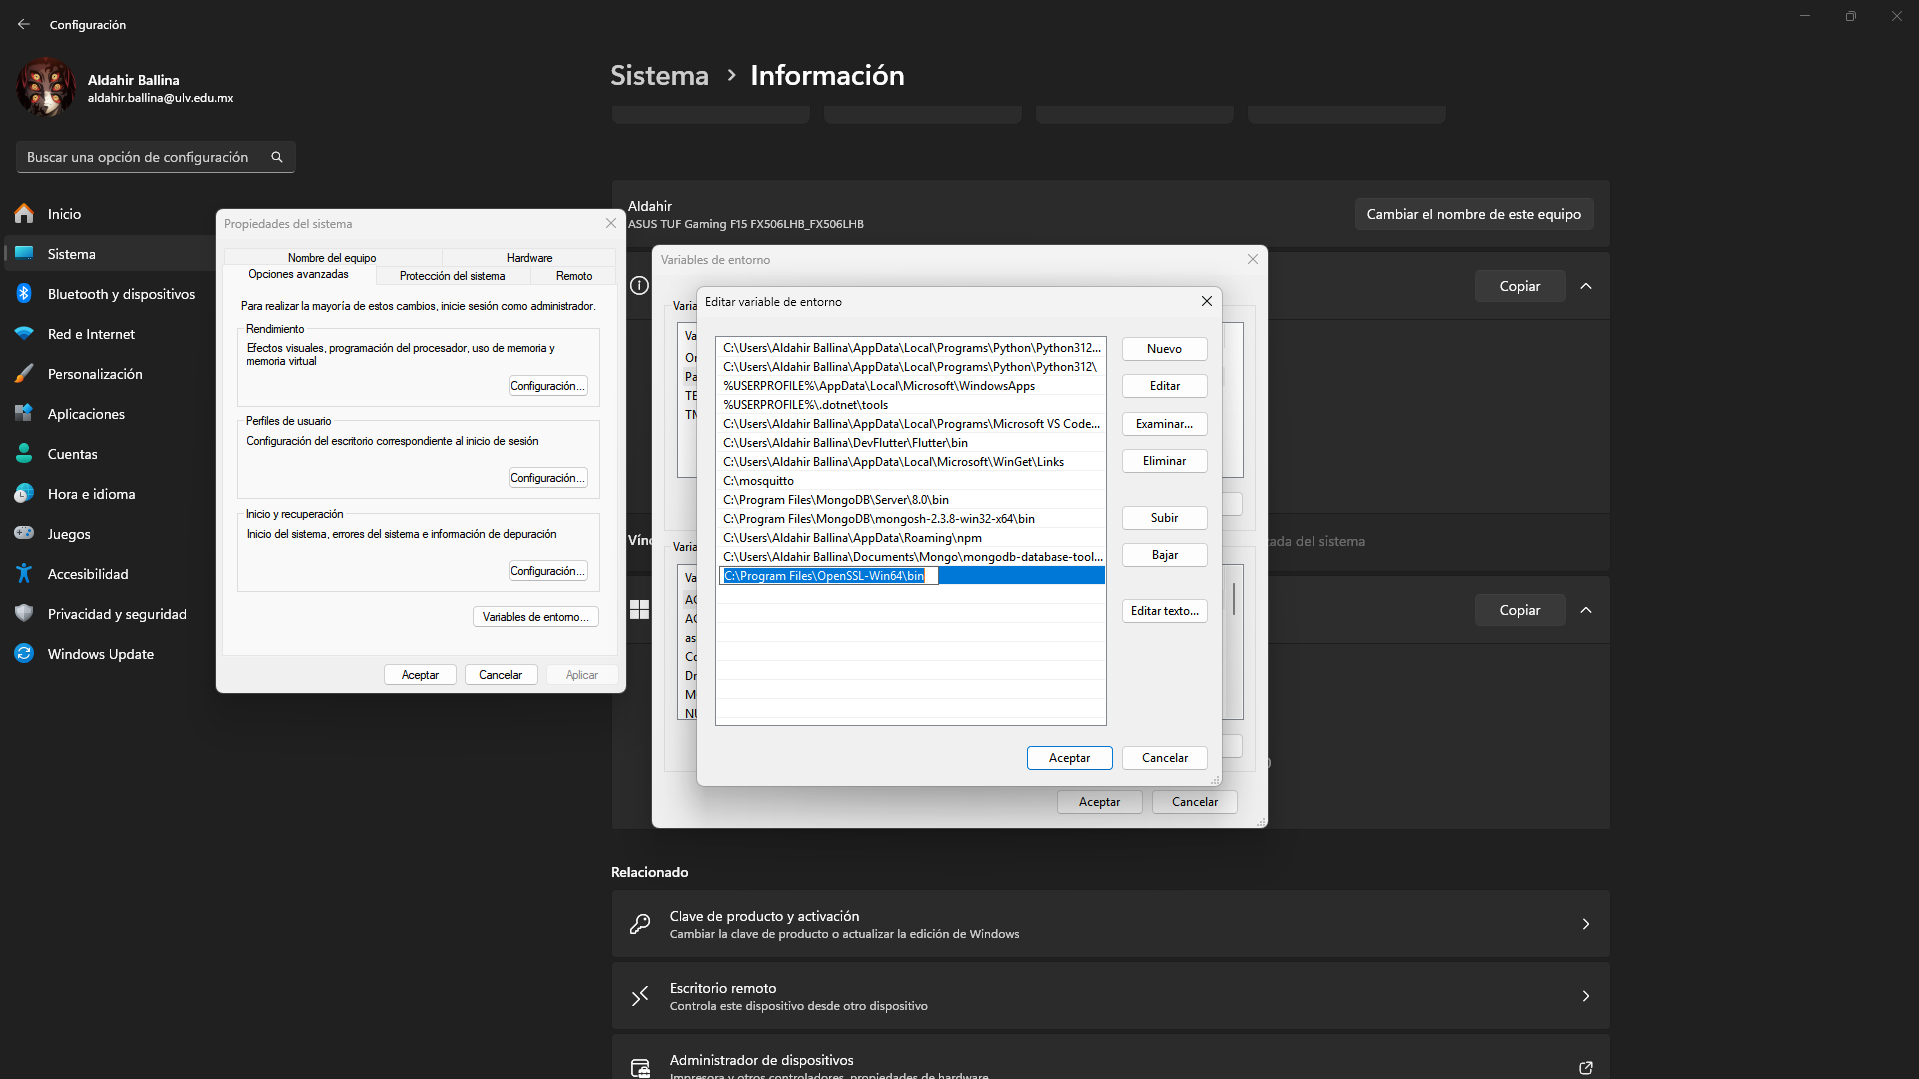 Configuración
Aldahir Ballina
aldahir.ballina@ulv.edu.mx
Buscar una opción de configuración
Inicio
Sistema
Bluetooth y dispositivos
Red e Internet
Personalización
Aplicaciones
Cuentas
Hora e idioma
Juegos
Accesibilidad
Privacidad y seguridad
Windows Update
Sistema > Información
Aldahir
ASUS TUF Gaming F15 FX506LHB_FX506LHB
Cambiar el nombre de este equipo
Copiar
Vínc
zada del sistema
Copiar
Relacionado
Clave de producto y activación
Cambiar la clave de producto o actualizar la edición de Windows
Escritorio remoto
Controla este dispositivo desde otro dispositivo
Administrador de dispositivos
Impresora y otros controladores, propiedades de hardware
Propiedades del sistema
Nombre del equipo
Hardware
Opciones avanzadas
Protección del sistema
Remoto
Para realizar la mayoría de estos cambios, inicie sesión como administrador.
Rendimiento
Efectos visuales, programación del procesador, uso de memoria y
memoria virtual
Configuración...
Perfiles de usuario
Configuración del escritorio correspondiente al inicio de sesión
Configuración...
Inicio y recuperación
Inicio del sistema, errores del sistema e información de depuración
Configuración...
Variables de entorno...
Aceptar
Cancelar
Aplicar
Variables de entorno
Varia
Va
Or
Pa
TE
TM
Varia
Va
AC
AC
as
Co
Dr
M
NU
Aceptar
Cancelar
Editar variable de entorno
C:\Users\Aldahir Ballina\AppData\Local\Programs\Python\Python312...
C:\Users\Aldahir Ballina\AppData\Local\Programs\Python\Python312\
%USERPROFILE%\AppData\Local\Microsoft\WindowsApps
%USERPROFILE%\.dotnet\tools
C:\Users\Aldahir Ballina\AppData\Local\Programs\Microsoft VS Code...
C:\Users\Aldahir Ballina\DevFlutter\Flutter\bin
C:\Users\Aldahir Ballina\AppData\Local\Microsoft\WinGet\Links
C:\mosquitto
C:\Program Files\MongoDB\Server\8.0\bin
C:\Program Files\MongoDB\mongosh-2.3.8-win32-x64\bin
C:\Users\Aldahir Ballina\AppData\Roaming\npm
C:\Users\Aldahir Ballina\Documents\Mongo\mongodb-database-tool...
C:\Program Files\OpenSSL-Win64\bin
Nuevo
Editar
Examinar...
Eliminar
Subir
Bajar
Editar texto...
Aceptar
Cancelar